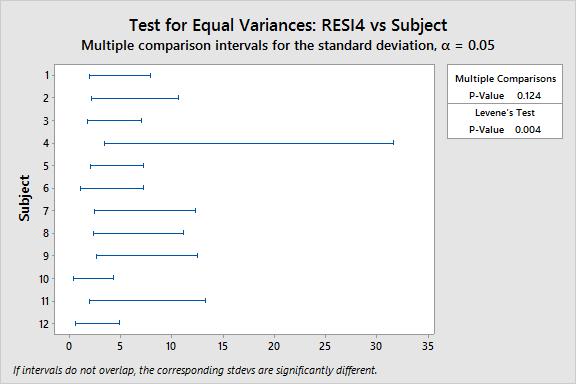 Test for Equal Variances: RESI4 vs Subject
Multiple comparison intervals for the standard deviation, α = 0.05
Multiple Comparisons
P-Value 0.124
Levene's Test
P-Value 0.004
Subject
1
2
3
4
5
6
7
8
9
10
11
12
0 5 10 15 20 25 30 35
If intervals do not overlap, the corresponding stdevs are significantly different.